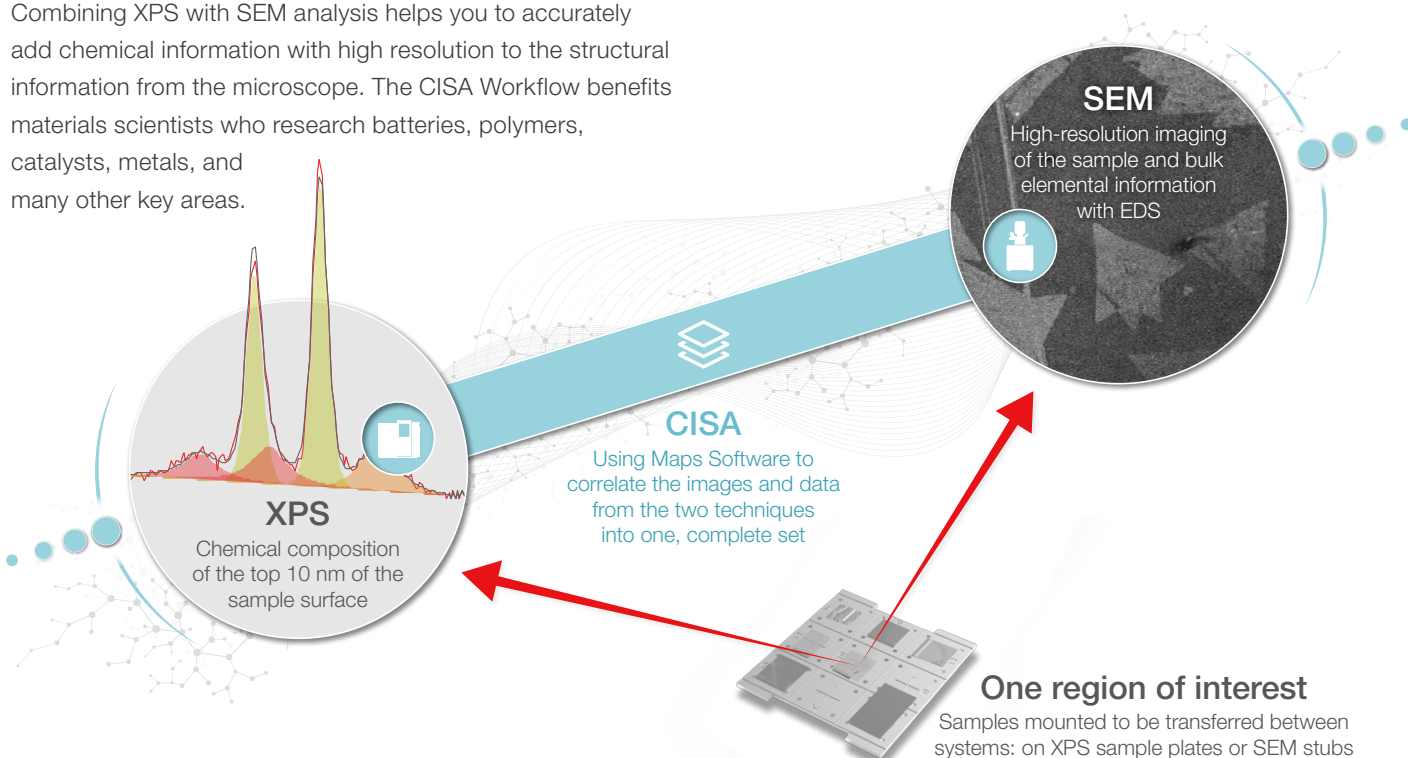 Combining XPS with SEM analysis helps you to accurately
add chemical information with high resolution to the structural
information from the microscope. The CISA Workflow benefits
materials scientists who research batteries, polymers,
catalysts, metals, and
many other key areas.
SEM
High-resolution imaging
of the sample and bulk
elemental information
with EDS
CISA
Using Maps Software to
correlate the images and data
from the two techniques
into one, complete set
XPS
Chemical composition
of the top 10 nm of the
sample surface
One region of interest
Samples mounted to be transferred between
systems: on XPS sample plates or SEM stubs